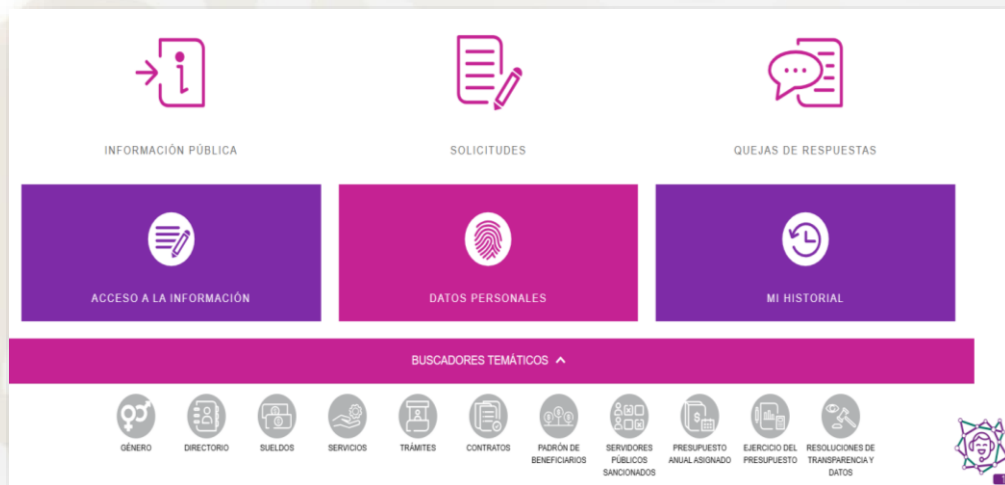 INFORMACIÓN PÚBLICA
SOLICITUDES
QUEJAS DE RESPUESTAS
ACCESO A LA INFORMACIÓN
DATOS PERSONALES
MI HISTORIAL
BUSCADORES TEMÁTICOS
GÉNERO
DIRECTORIO
SUELDOS
SERVICIOS
TRÁMITES
CONTRATOS
PADRÓN DE
BENEFICIARIOS
SERVIDORES
PÚBLICOS
SANCIONADOS
PRESUPUESTO
ANUAL ASIGNADO
EJERCICIO DEL
PRESUPUESTO
RESOLUCIONES DE
TRANSPARENCIA Y
DATOS